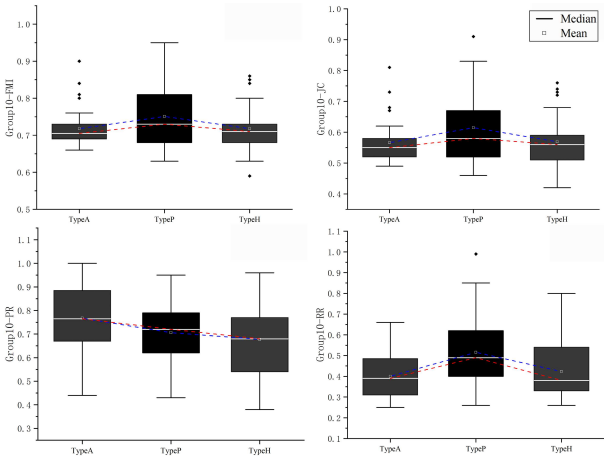 Group10-FMI
1.0
0.9
0.8
0.7
0.6
0.5
TypeA
TypeP
TypeH
Group10-JC
1.0
0.9
0.8
0.7
0.6
0.5
0.4
TypeA
TypeP
TypeH
Median
Mean
Group10-PR
1.1
1.0
0.9
0.8
0.7
0.6
0.5
0.4
0.3
TypeA
TypeP
TypeH
Group10-RR
1.1
1.0
0.9
0.8
0.7
0.6
0.5
0.4
0.3
0.2
0.1
TypeA
TypeP
TypeH